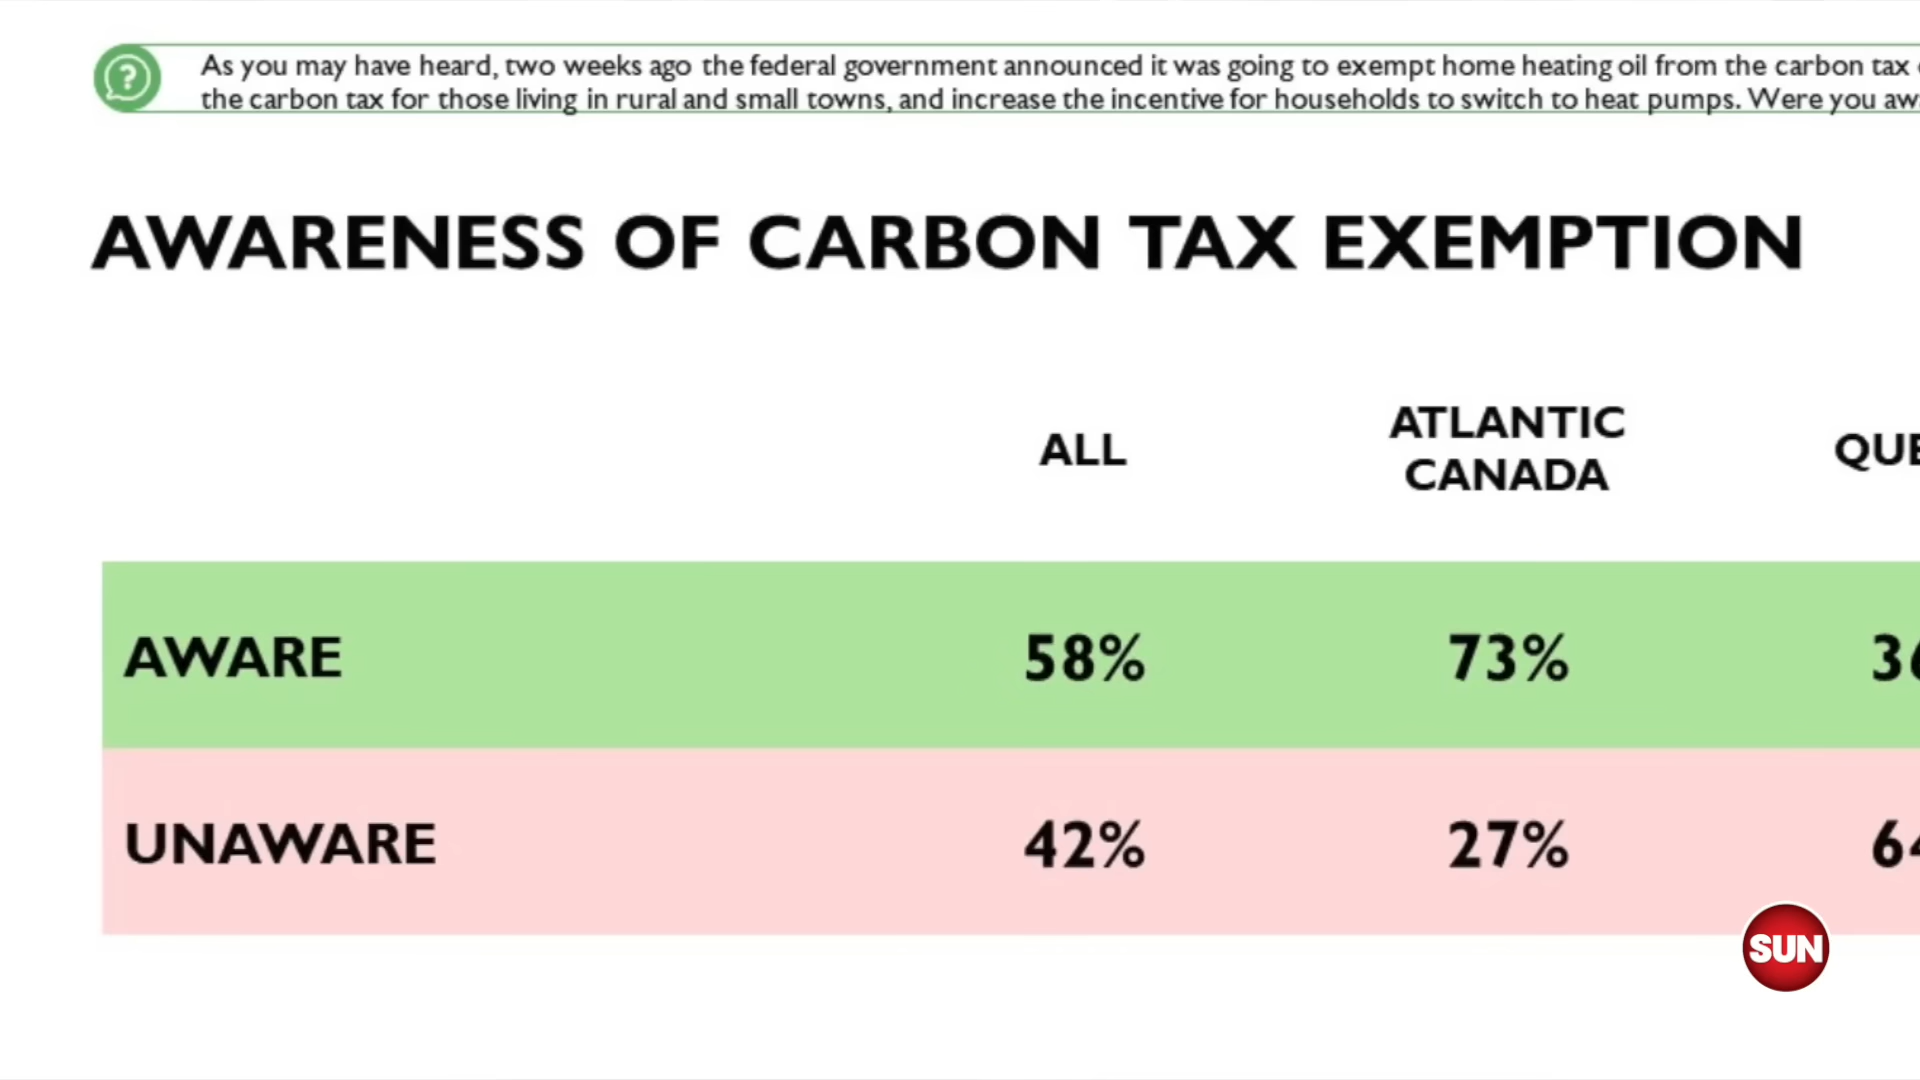 As you may have heard, two weeks ago the federal government announced it was going to exempt home heating oil from the carbon tax
the carbon tax for those living in rural and small towns, and increase the incentive for households to switch to heat pumps. Were you
AWARENESS OF CARBON TAX EXEMPTION
ALL
ATLANTIC
CANADA
AWARE 58% 73%
UNAWARE 42% 27%
SUN